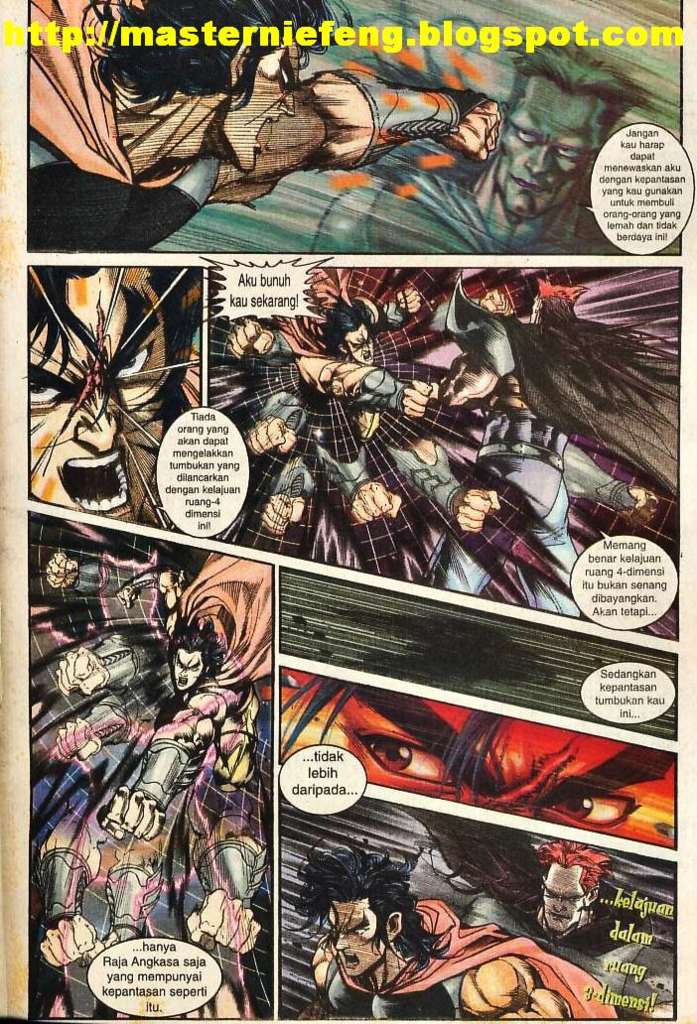 http://masterniefeng.blogspot.com
Jangan
kau harap
dapat
menewaskan aku
dengan kepantasan
yang kau gunakan
untuk membuli
orang-orang yang
lemah dan tidak
berdaya ini!
Aku bunuh
kau sekarang!
Tiada
orang yang
akan dapat
mengelakkan
tumbukan yang
dilancarkan
dengan kelajuan
ruang-4
dimensi
ini!
Memang
benar kelajuan
ruang 4-dimensi
itu bukan senang
dibayangkan.
Akan tetapi...
...hanya
Raja Angkasa saja
yang mempunyai
kepantasan seperti
itu.
Sedangkan
kepantasan
tumbukan kau
ini...
...tidak
lebih
daripada...
...kelajuan
dalam
ruang
3-dimensi!